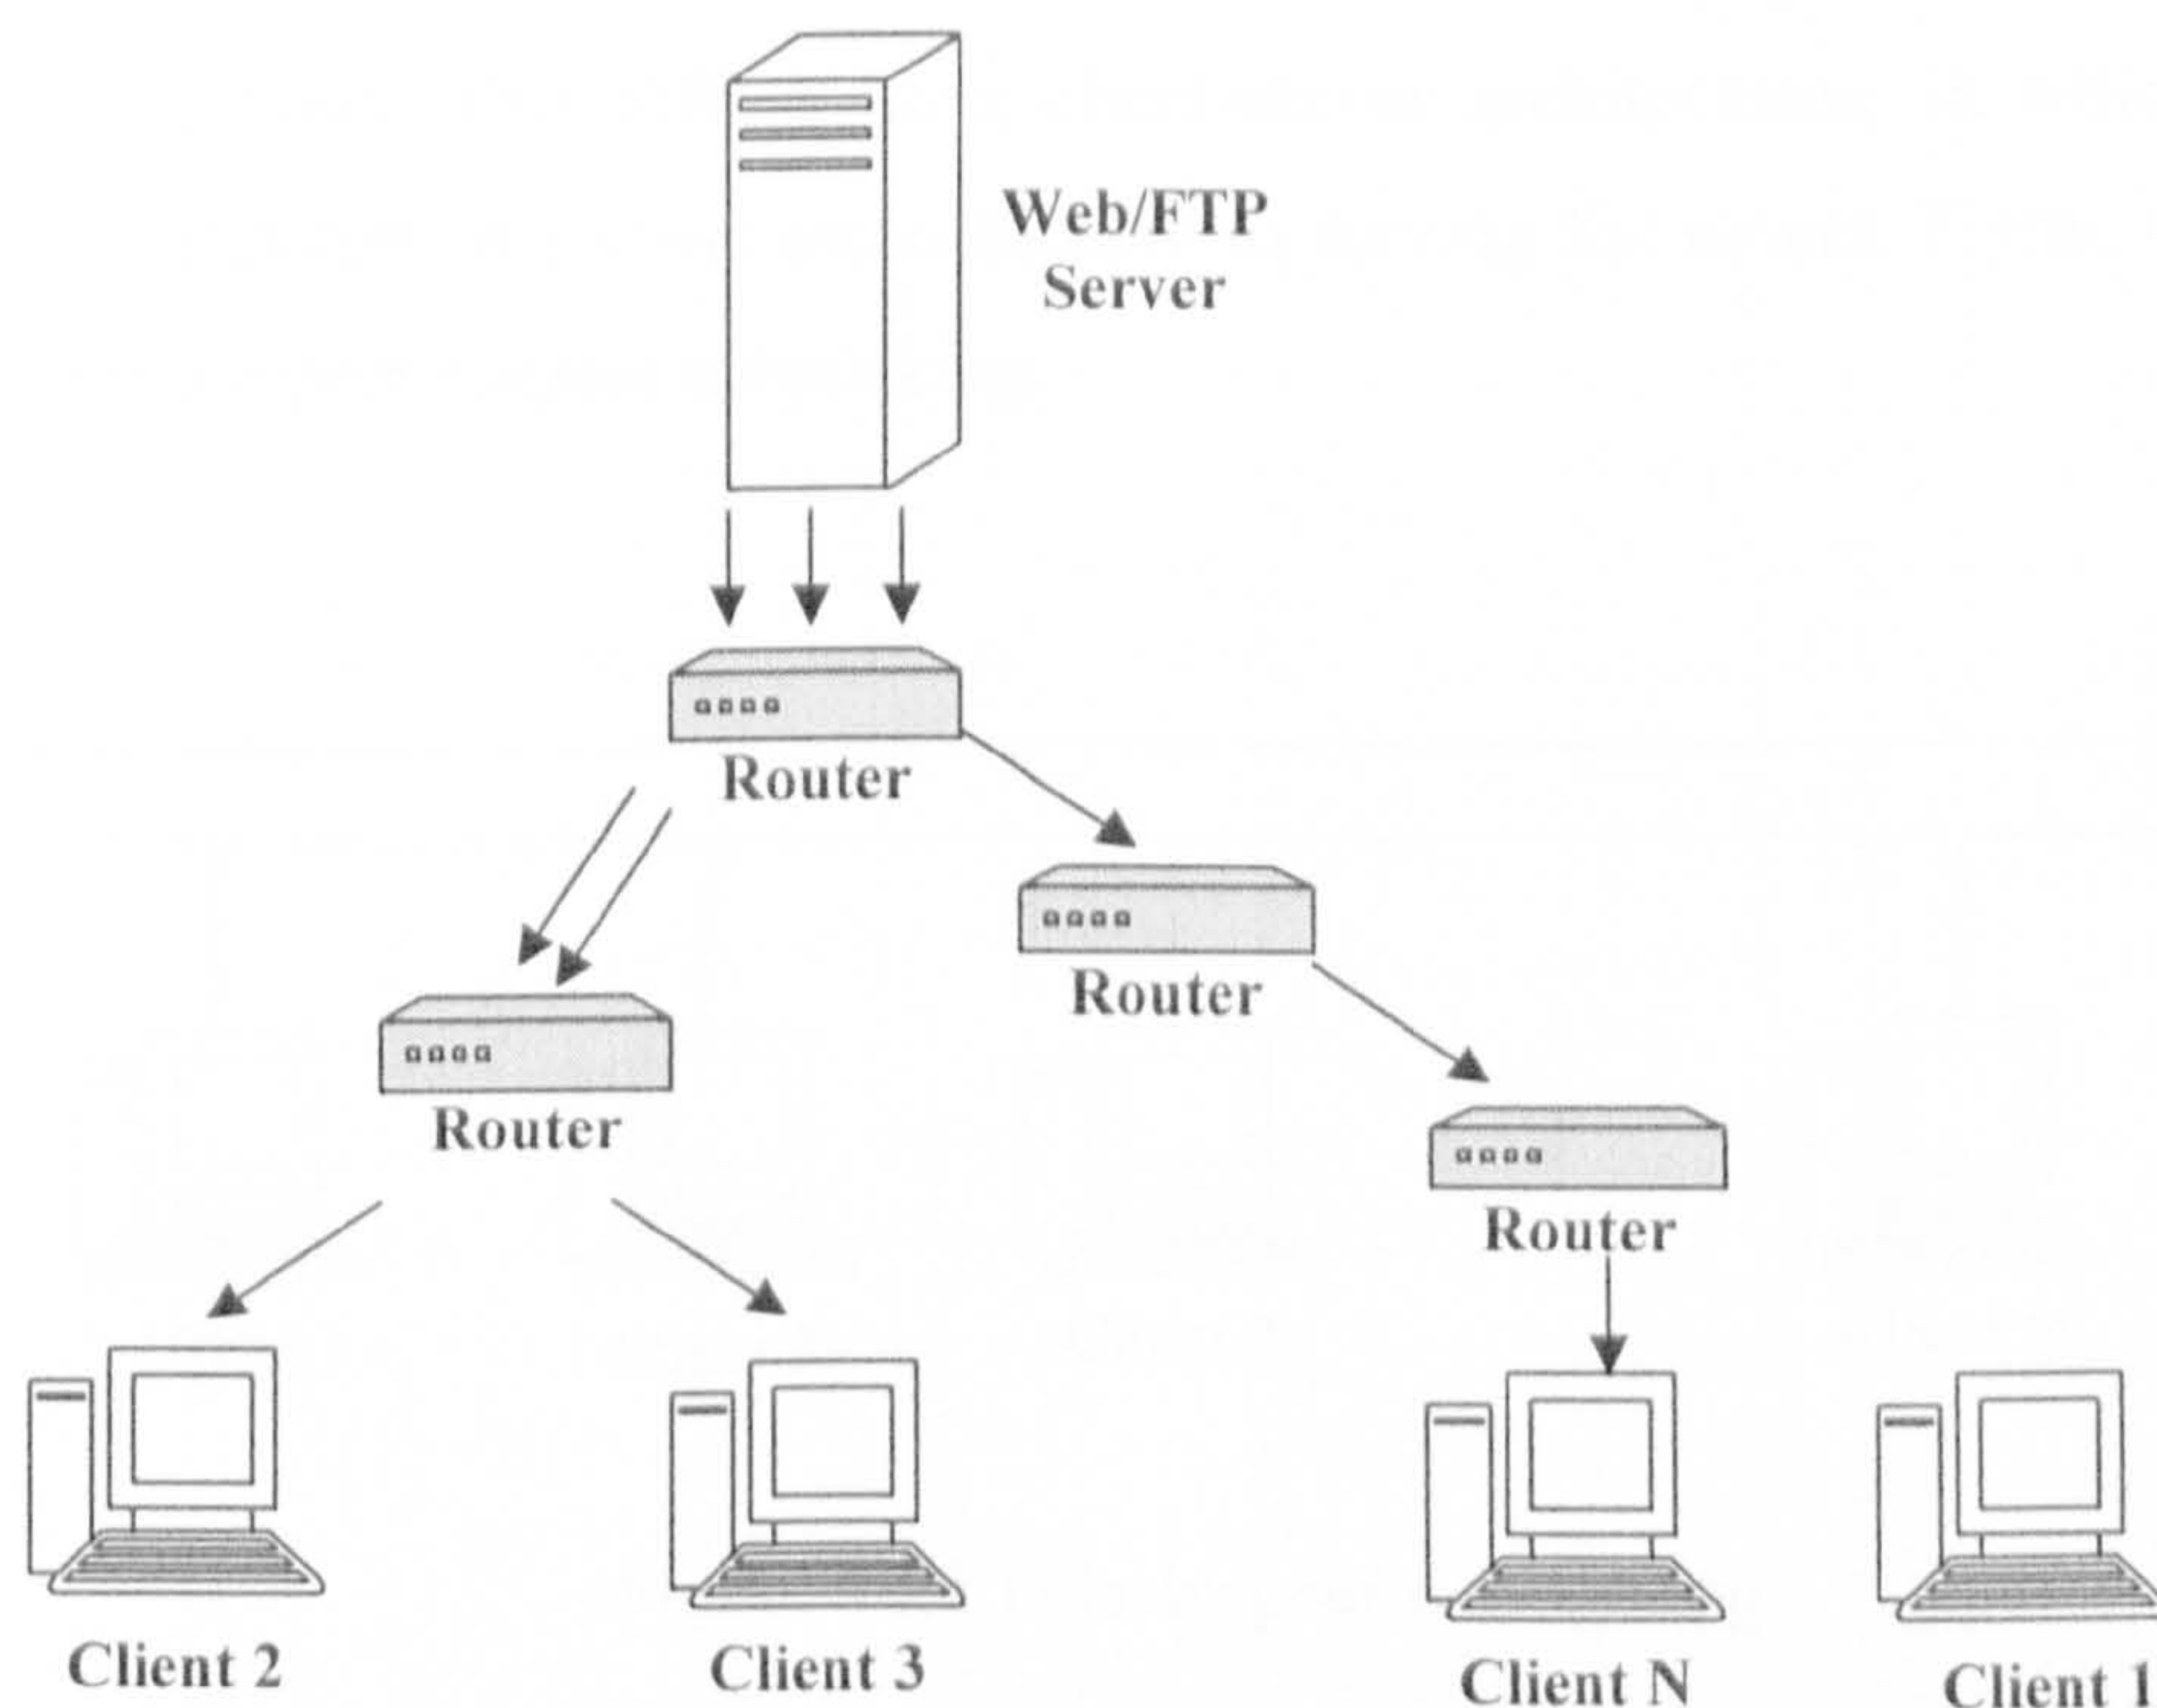 Web/FTP
Server
Router
Router
Router
Router
Client 2
Client 3
Client N
Client 1